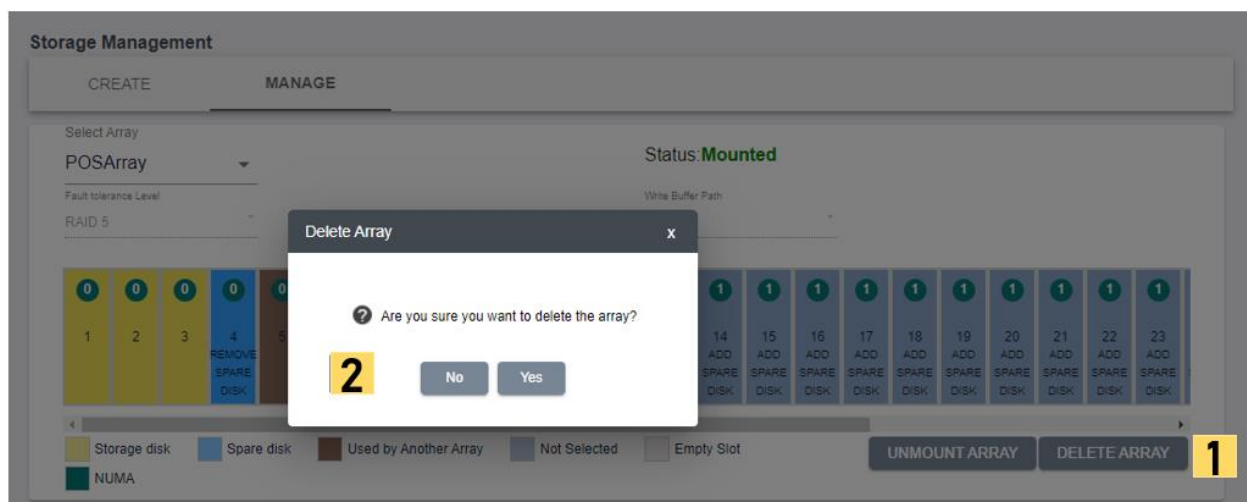 Storage Management
CREATE MANAGE
Select Array
POSArray
Status:Mounted
Fault tolerance Level
Write Buffer Path
RAID 5
Delete Array x
0 0 0 0 0 1 1 1 1 1 1 1 1 1 1
Are you sure you want to delete the array?
1 2 3 4 5 14 15 16 17 18 19 20 21 22 23
REMOVE ADD ADD ADD ADD ADD ADD ADD ADD ADD ADD
SPARE SPARE SPARE SPARE SPARE SPARE SPARE SPARE SPARE SPARE SPARE
DISK DISK DISK DISK DISK DISK DISK DISK DISK DISK DISK
2 No Yes
Storage disk Spare disk Used by Another Array Not Selected Empty Slot UNMOUNT ARRAY DELETE ARRAY 1
NUMA